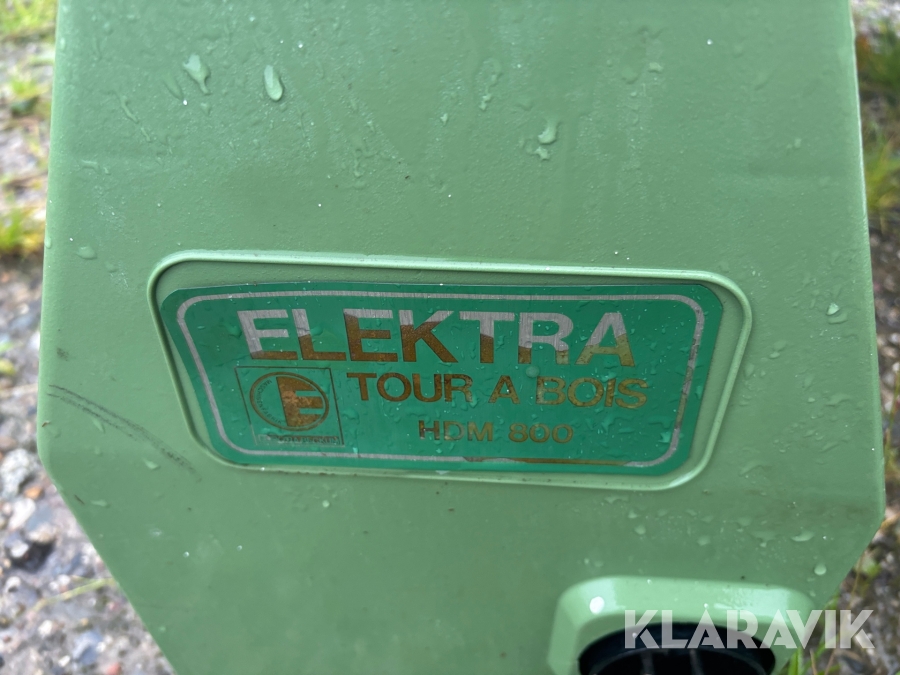 ELEKTRA
TOUR A BOIS
E
HDM 800
KLARAVIK